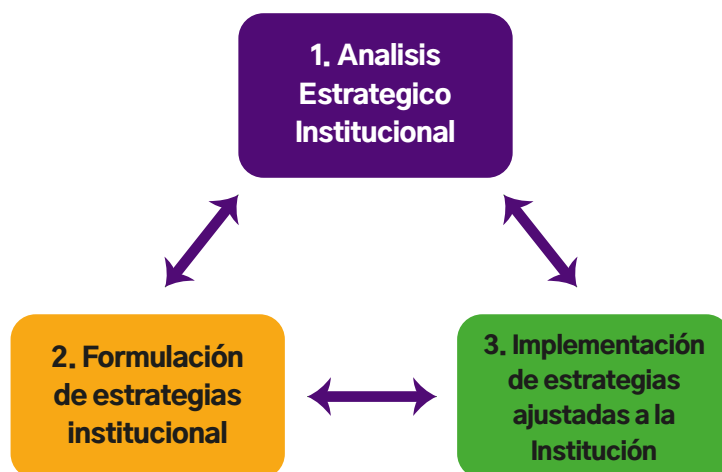 1. Analisis
Estrategico
Institucional
2. Formulación
de estrategias
institucional
3. Implementación
de estrategias
ajustadas a la
Institución